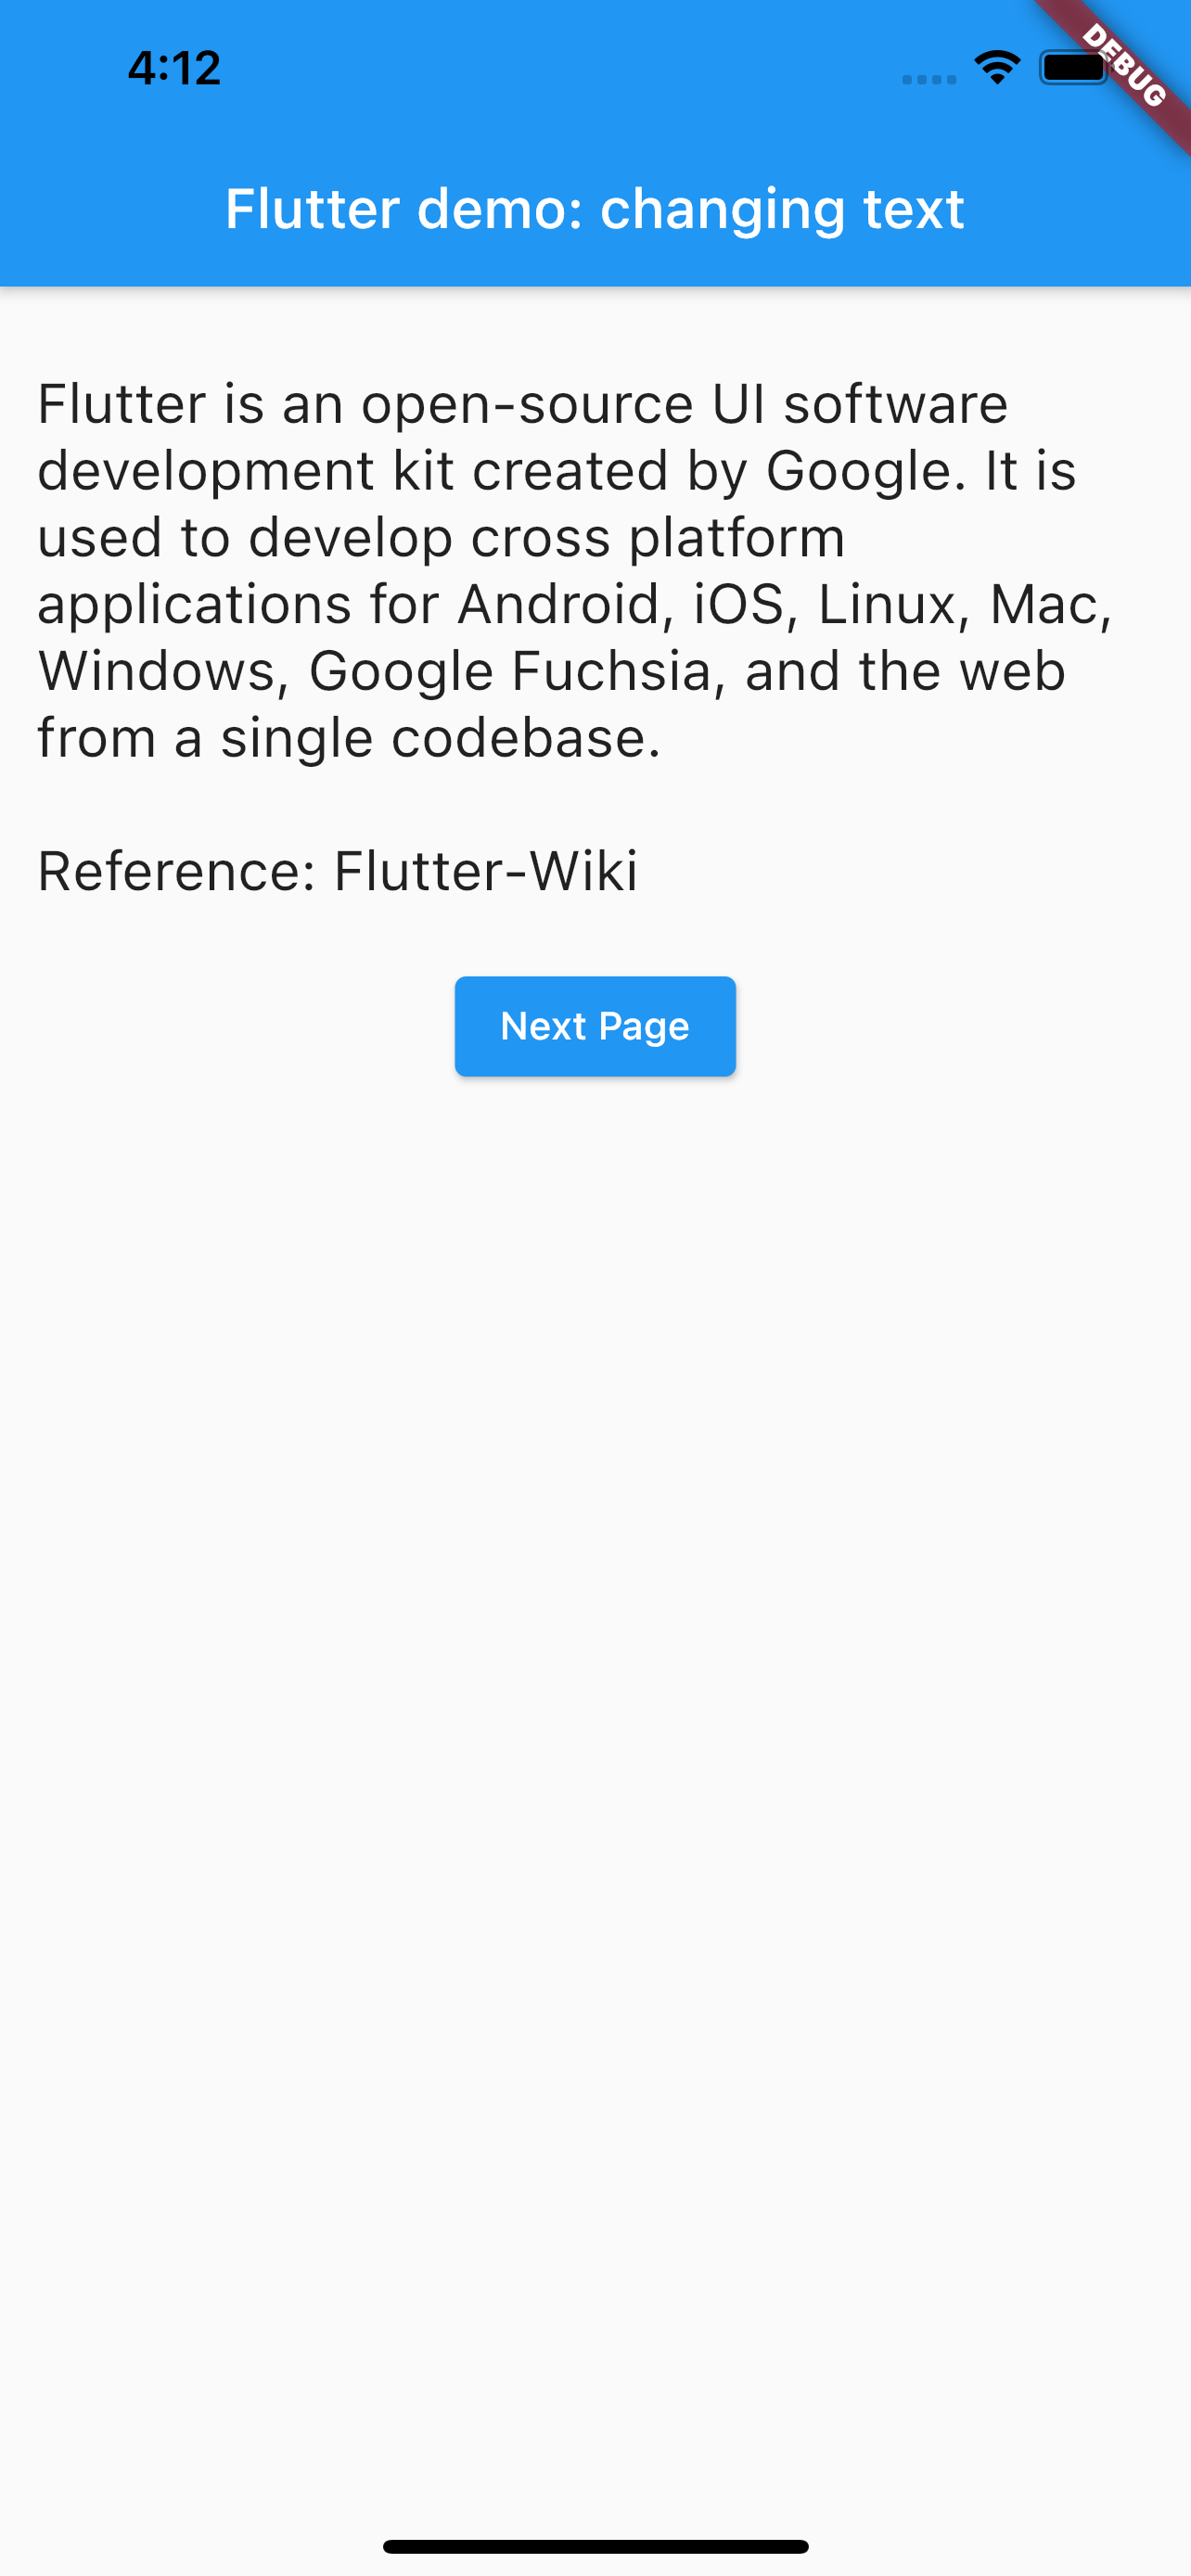 4:12
DEBUG
Flutter demo: changing text
Flutter is an open-source UI software
development kit created by Google. It is
used to develop cross platform
applications for Android, iOS, Linux, Mac,
Windows, Google Fuchsia, and the web
from a single codebase.
Reference: Flutter-Wiki
Next Page